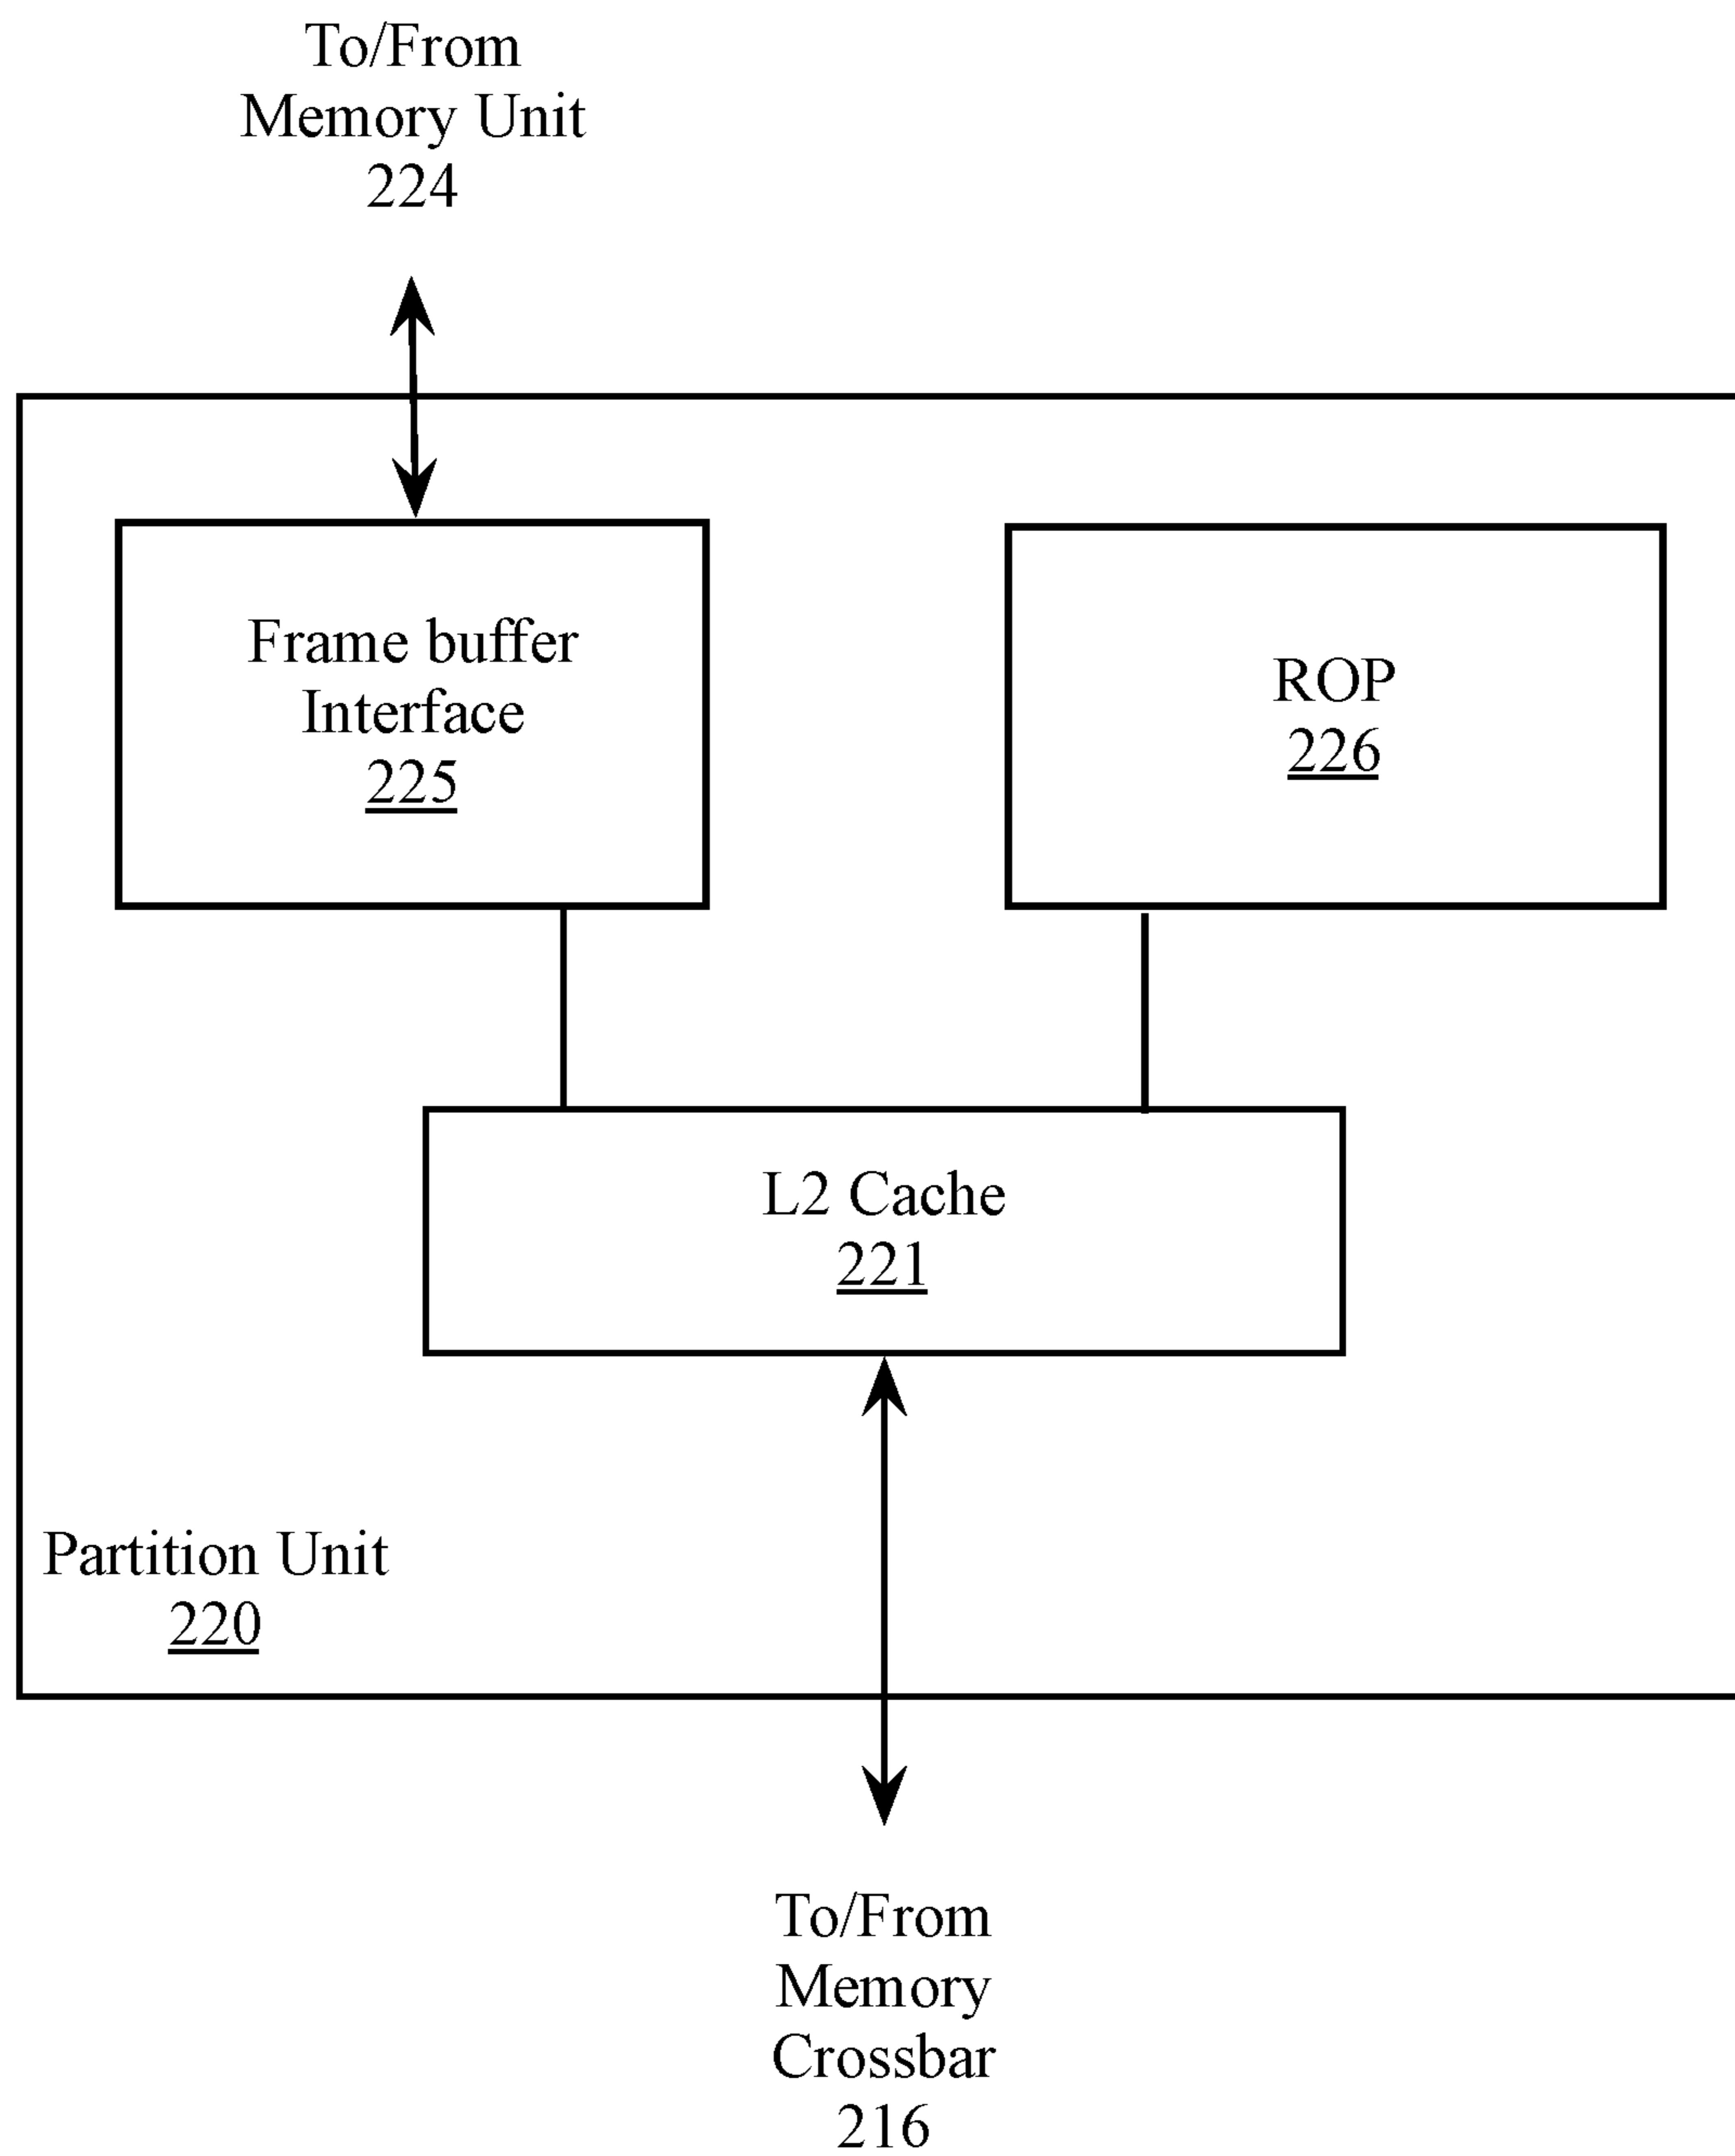 To/From
Memory Unit
224
Frame buffer
Interface
225
ROP
226
L2 Cache
221
Partition Unit
220
To/From
Memory
Crossbar
216